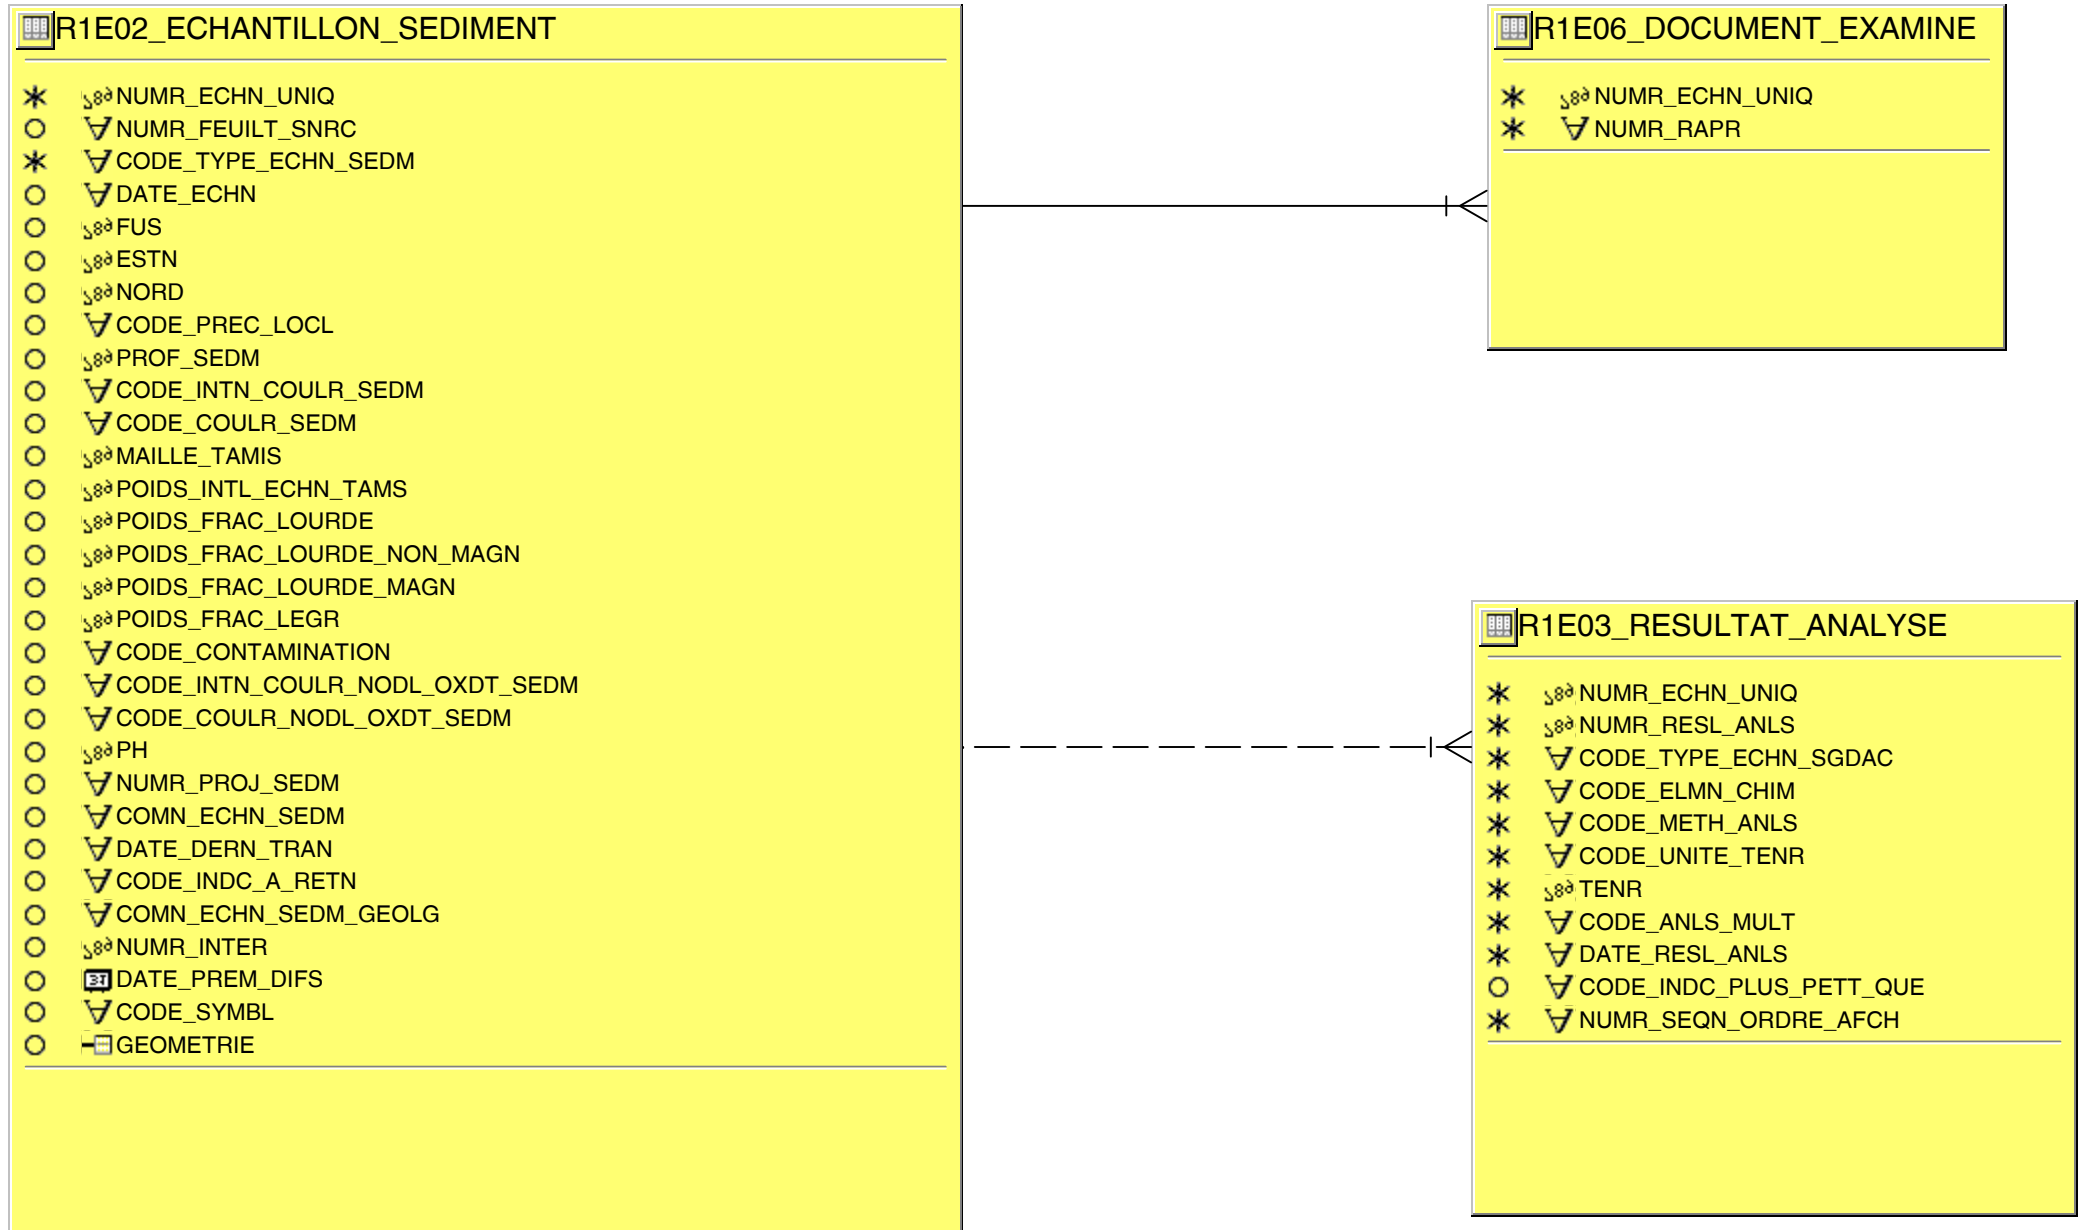 R1E02_ECHANTILLON_SEDIMENT
NUMR_ECHN_UNIQ
NUMR_FEUILT_SNRC
CODE_TYPE_ECHN_SEDM
DATE_ECHN
FUS
ESTN
NORD
CODE_PREC_LOCL
PROF_SEDM
CODE_INTN_COULR_SEDM
CODE_COULR_SEDM
MAILLE_TAMIS
POIDS_INTL_ECHN_TAMS
POIDS_FRAC_LOURDE
POIDS_FRAC_LOURDE_NON_MAGN
POIDS_FRAC_LOURDE_MAGN
POIDS_FRAC_LEGR
CODE_CONTAMINATION
CODE_INTN_COULR_NODL_OXDT_SEDM
CODE_COULR_NODL_OXDT_SEDM
PH
NUMR_PROJ_SEDM
COMN_ECHN_SEDM
DATE_DERN_TRAN
CODE_INDC_A_RETN
COMN_ECHN_SEDM_GEOLG
NUMR_INTER
DATE_PREM_DIFS
CODE_SYMBL
GEOMETRIE
R1E06_DOCUMENT_EXAMINE
NUMR_ECHN_UNIQ
NUMR_RAPR
R1E03_RESULTAT_ANALYSE
NUMR_ECHN_UNIQ
NUMR_RESL_ANLS
CODE_TYPE_ECHN_SGDAC
CODE_ELMN_CHIM
CODE_METH_ANLS
CODE_UNITE_TENR
TENR
CODE_ANLS_MULT
DATE_RESL_ANLS
CODE_INDC_PLUS_PETT_QUE
NUMR_SEQN_ORDRE_AFCH